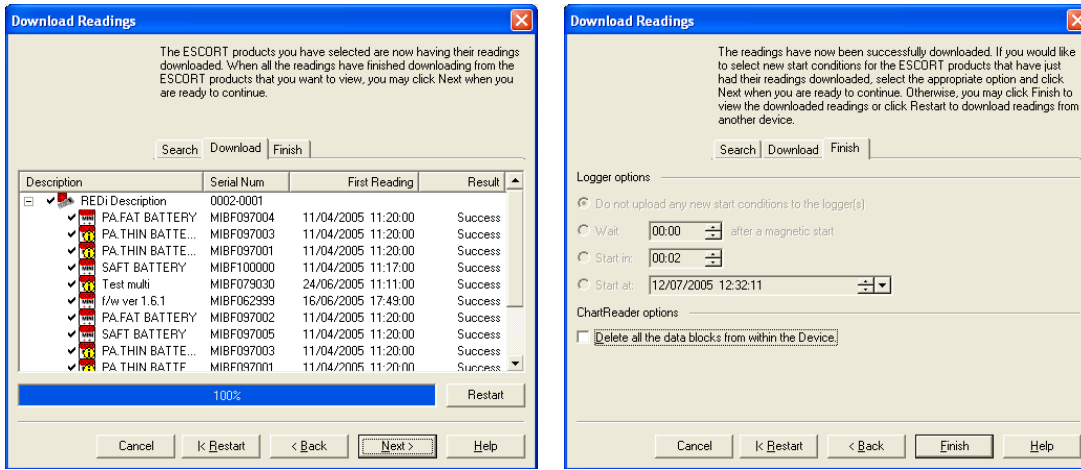 Download Readings
The ESCORT products you have selected are now having their readings
downloaded. When all the readings have finished downloading from the
ESCORT products that you want to view, you may click Next when you
are ready to continue.
Search Download Finish
Description Serial Num First Reading Result
REDi Description 0002-0001
PA.FAT BATTERY MIBF097004 11/04/2005 11:20:00 Success
PA.THIN BATTE... MIBF097003 11/04/2005 11:20:00 Success
PA.THIN BATTE... MIBF097001 11/04/2005 11:20:00 Success
SAFT BATTERY MIBF100000 11/04/2005 11:17:00 Success
Test multi MIBF079030 24/06/2005 11:11:00 Success
f/w ver 1.6.1 MIBF062999 16/06/2005 17:49:00 Success
PA.FAT BATTERY MIBF097002 11/04/2005 11:20:00 Success
SAFT BATTERY MIBF097005 11/04/2005 11:20:00 Success
PA.THIN BATTE... MIBF097003 11/04/2005 11:20:00 Success
PA.THIN BATTE... MIBF097001 11/04/2005 11:20:00 Success
100% Restart
Cancel |< Restart < Back Next > Help
Download Readings
The readings have now been successfully downloaded. If you would like
to select new start conditions for the ESCORT products that have just
had their readings downloaded, select the appropriate option and click
Next when you are ready to continue. Otherwise, you may click Finish to
view the downloaded readings or click Restart to download readings from
another device.
Search Download Finish
Logger options
Do not upload any new start conditions to the logger(s)
Wait 00:00 after a magnetic start
Start in: 00:02
Start at: 12/07/2005 12:32:11
ChartReader options
Delete all the data blocks from within the Device.
Cancel |< Restart < Back Finish Help